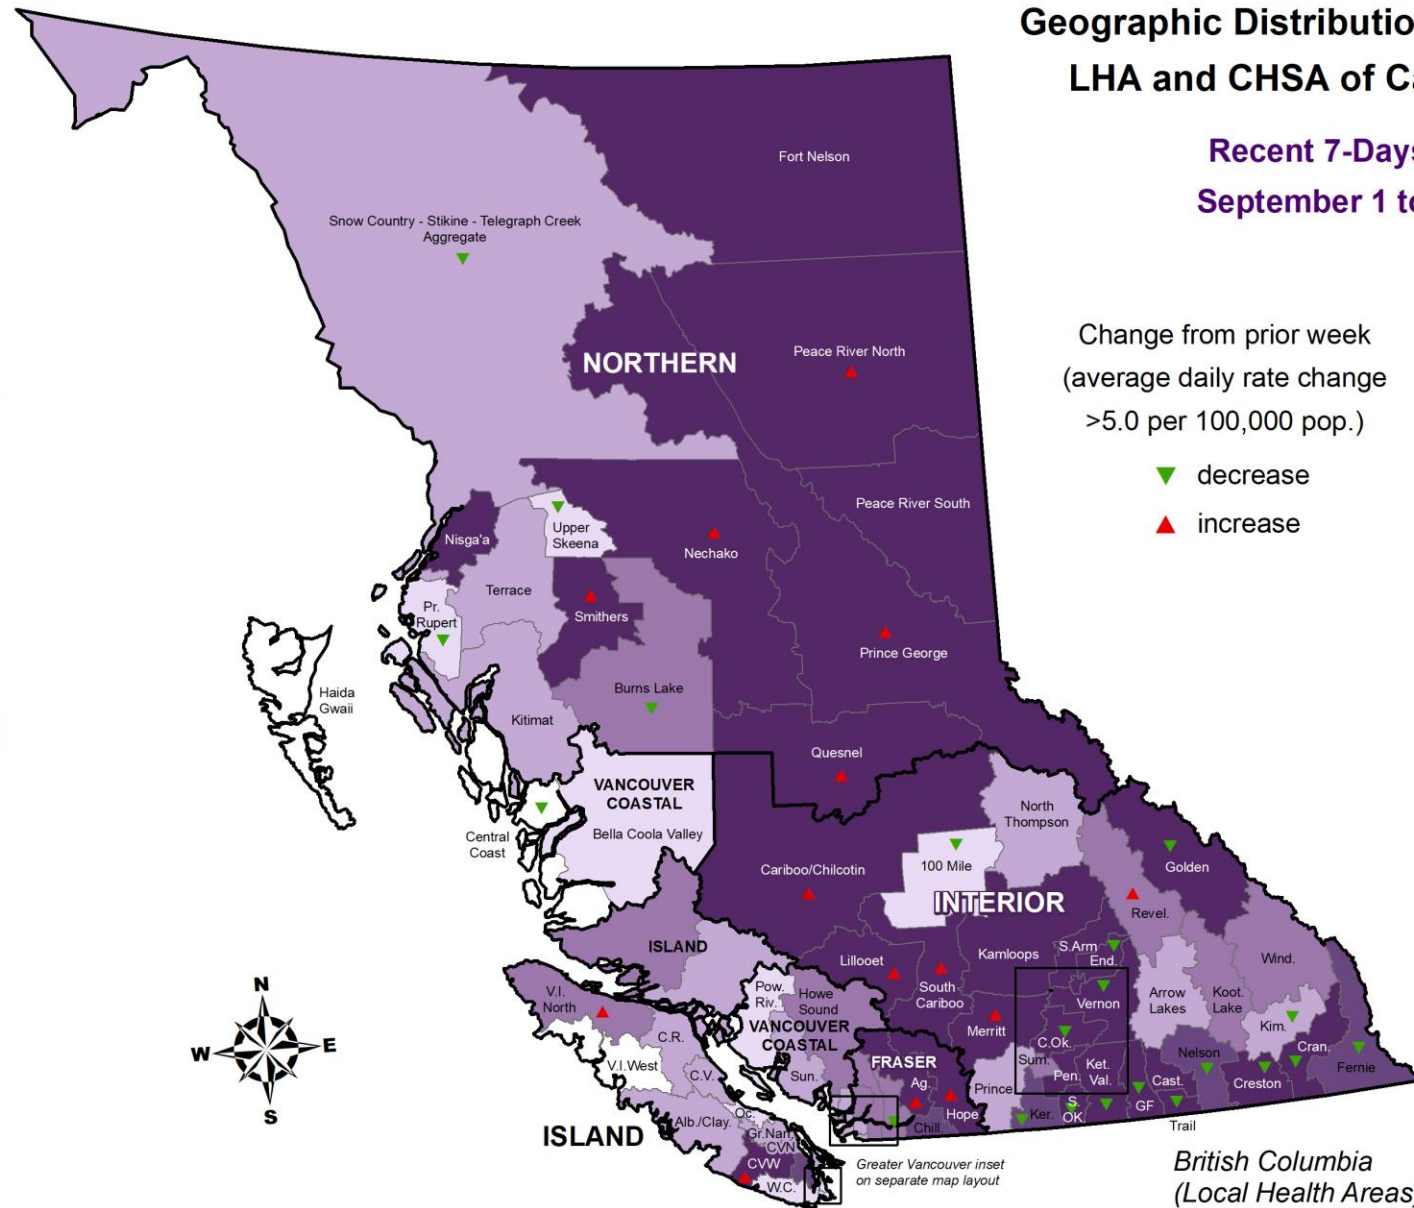 Geographic Distributio
LHA and CHSA of Ca
Recent 7-Days
September 1 to
Change from prior week
(average daily rate change
>5.0 per 100,000 pop.)
decrease
increase
Fort Nelson
Snow Country - Stikine - Telegraph Creek
Aggregate
NORTHERN
Peace River North
Peace River South
Nisga'a
Upper
Skeena
Nechako
Terrace
Pr.
Rupert
Smithers
Prince George
Haida
Gwaii
Kitimat
Burns Lake
Quesnel
VANCOUVER
COASTAL
Bella Coola Valley
Central
Coast
North
Thompson
Cariboo/Chilcotin
100 Mile
Golden
INTERIOR
Revel.
ISLAND
Lillooet
South
Cariboo
Kamloops
S.Arm
End.
Wind.
V.I.
North
Pow.
Riv.
Howe
Sound
Vernon
Arrow
Lakes
Koot.
Lake
VANCOUVER
COASTAL
Merritt
Kim.
C.R.
C.Ok.
Cran.
V.I.West
FRASER
Sum.
Nelson
Fernie
C.V.
Sun.
Ag.
Pen.
Ket.
Val.
Cast.
Creston
Prince.
Hope
Oc.
Alb./Clay.
Ker.
S.
OK.
GF
Chill.
Trail
Gr.Nan.
CVN
ISLAND
CVW
W.C.
Greater Vancouver inset
on separate map layout
N
W
E
S
British Columbia
(Local Health Areas)